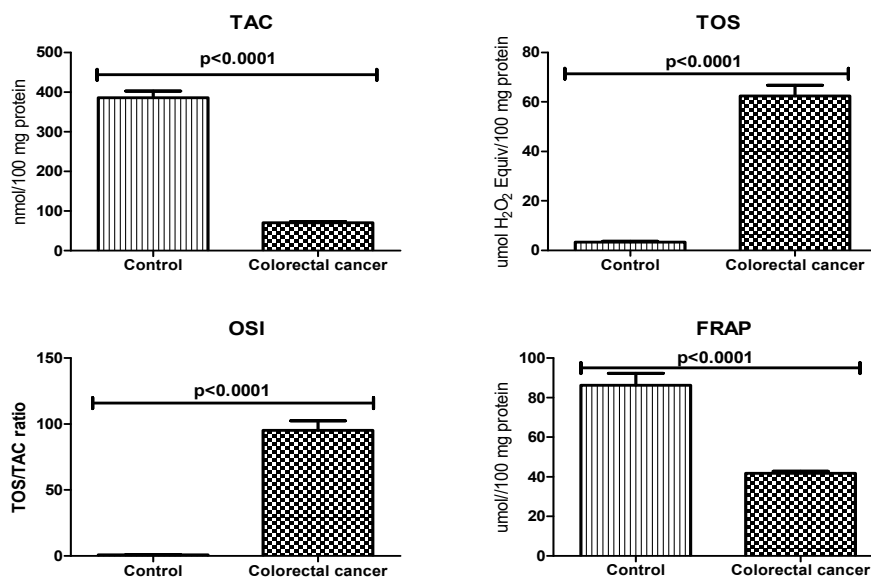 TAC
p<0.0001
nmol/100 mg protein
500
400
300
200
100
0
Control Colorectal cancer
TOS
p<0.0001
umol H₂O₂ Equiv/100 mg protein
80
60
40
20
0
Control Colorectal cancer
OSI
p<0.0001
TOS/TAC ratio
150
100
50
0
Control Colorectal cancer
FRAP
p<0.0001
umol//100 mg protein
100
80
60
40
20
0
Control Colorectal cancer